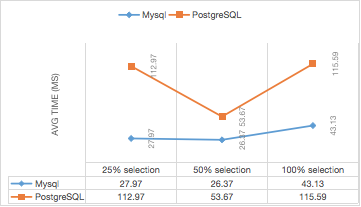 Mysql PostgreSQL
AVG TIME (MS)
112.97
27.97
53.67
26.37
115.59
43.13
25% selection 50% selection 100% selection
Mysql 27.97 26.37 43.13
PostgreSQL 112.97 53.67 115.59